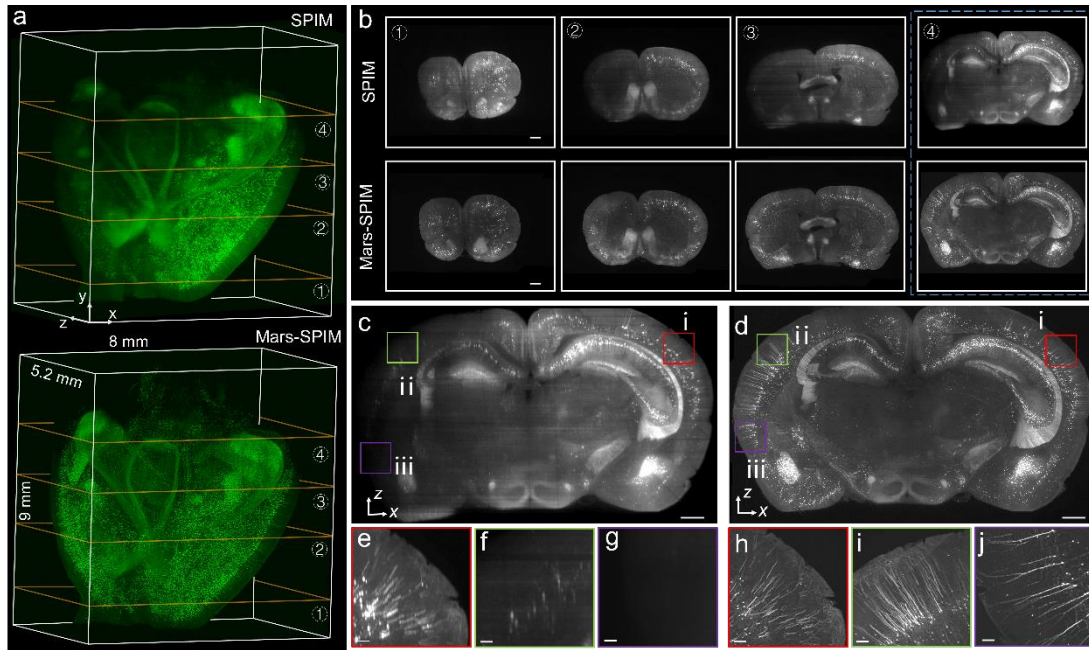 a
SPIM
④
③
②
①
y
z
x
8 mm
Mars-SPIM
5.2 mm
9 mm
④
③
②
①
b
SPIM
①
②
③
④
Mars-SPIM
c
i
ii
iii
z
x
d
i
ii
iii
z
x
e
f
g
h
i
j